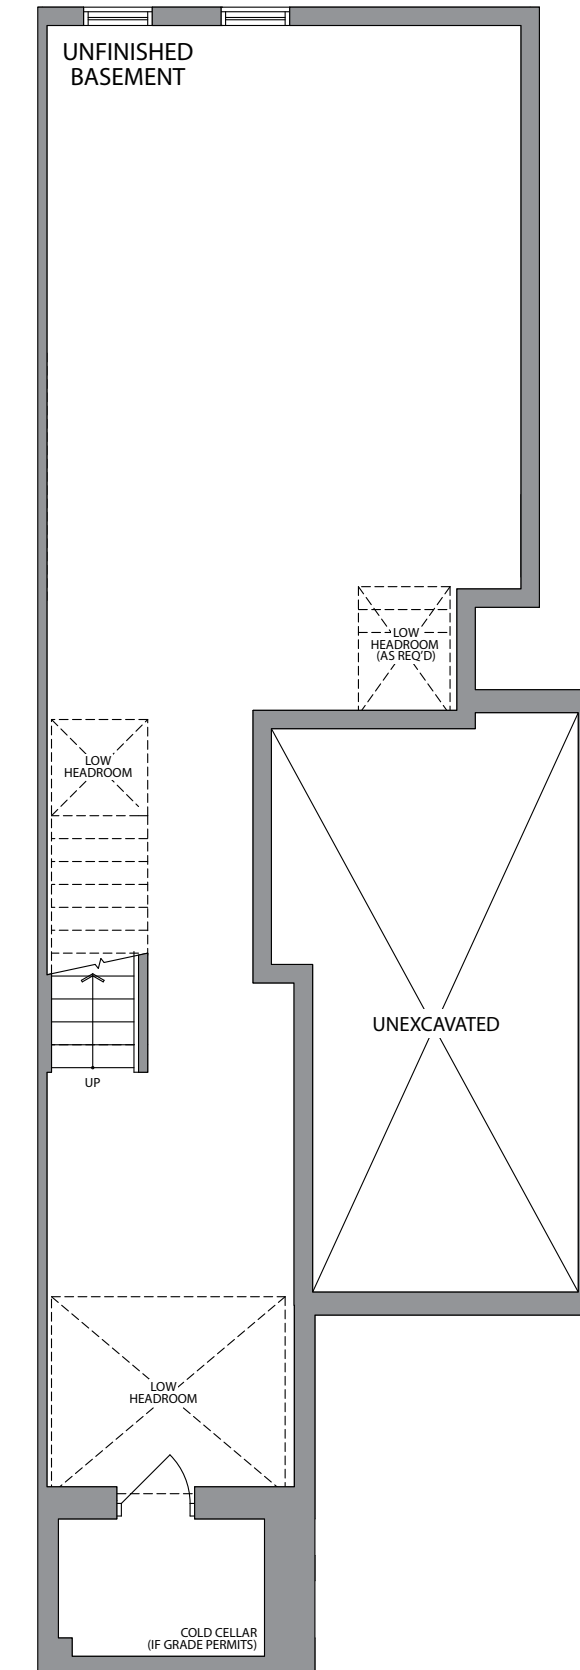 UNFINISHED
BASEMENT
LOW
HEADROOM
(AS REQ'D)
LOW
HEADROOM
UNEXCAVATED
UP
LOW
HEADROOM
COLD CELLAR
(IF GRADE PERMITS)